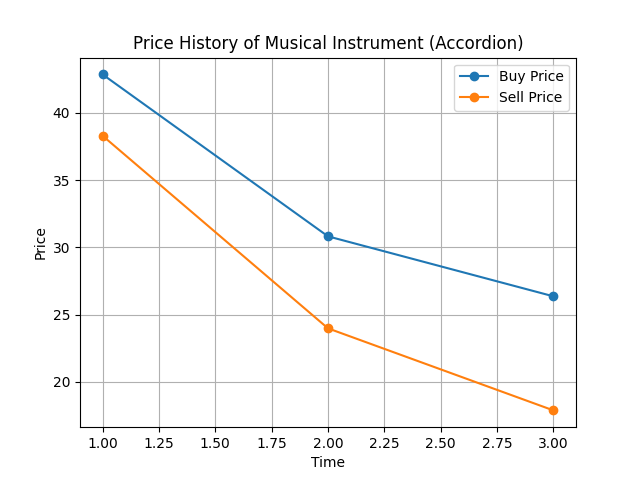 Price History of Musical Instrument (Accordion)
Buy Price
Sell Price
40
35
30
25
20
Price
1.00 1.25 1.50 1.75 2.00 2.25 2.50 2.75 3.00
Time